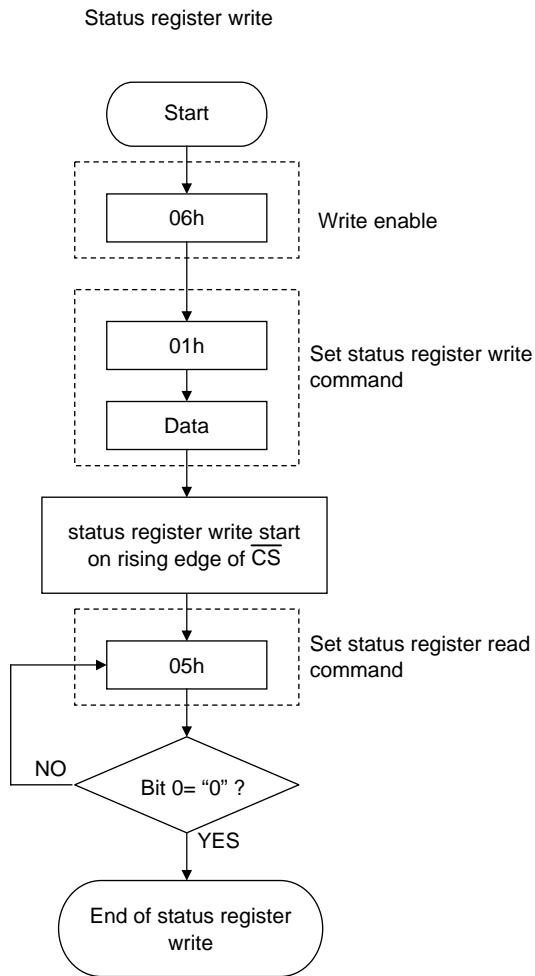 Status register write
Start
06h
Write enable
01h
Set status register write
command
Data
status register write start
on rising edge of C̅S̅
05h
Set status register read
command
NO
Bit 0= “0” ?
YES
End of status register
write